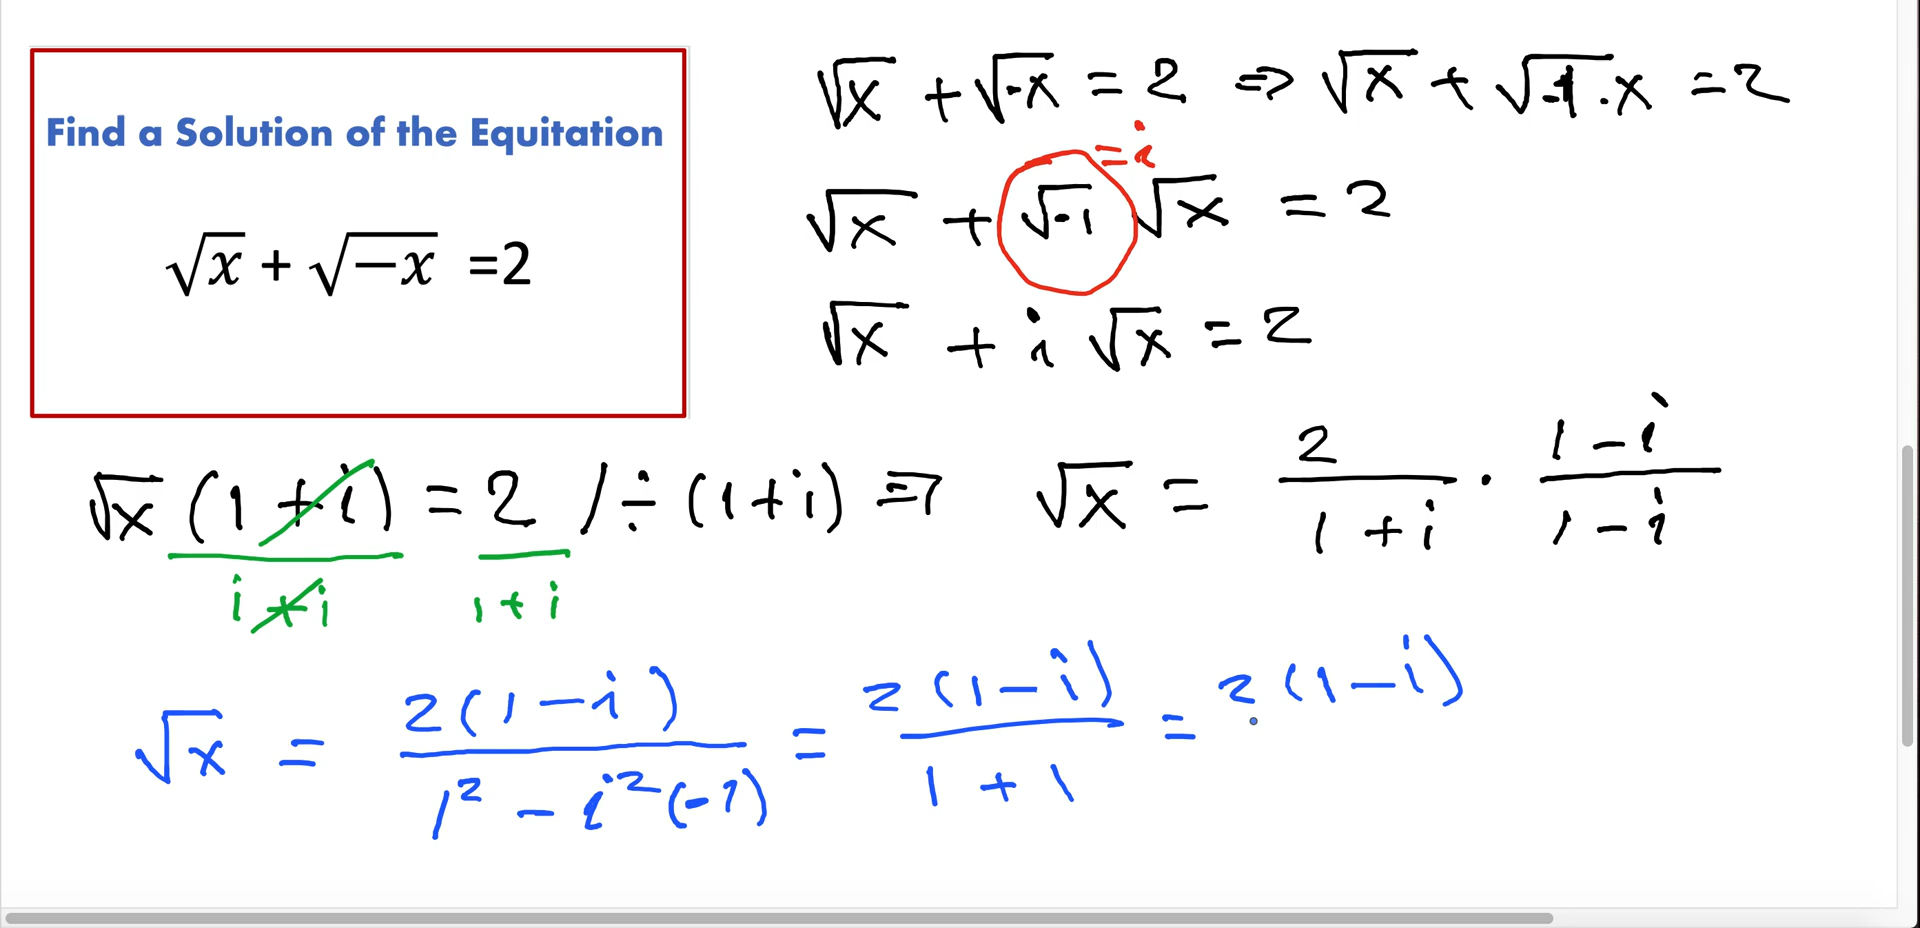 Find a Solution of the Equitation
√x + √−x =2
√x + √-x = 2 ⇒ √x + √-1·x = 2
= i
√x + √-1 √x = 2
√x + i √x = 2
√x (1 + i) = 2 / ÷ (1+i) ⇒ √x = 2/(1 + i) · (1 - i)/(1 - i)
i + i 1 + i
√x = 2(1 - i)/(1² - i²(-1)) = 2(1 - i)/(1 + 1) = 2(1 - i)